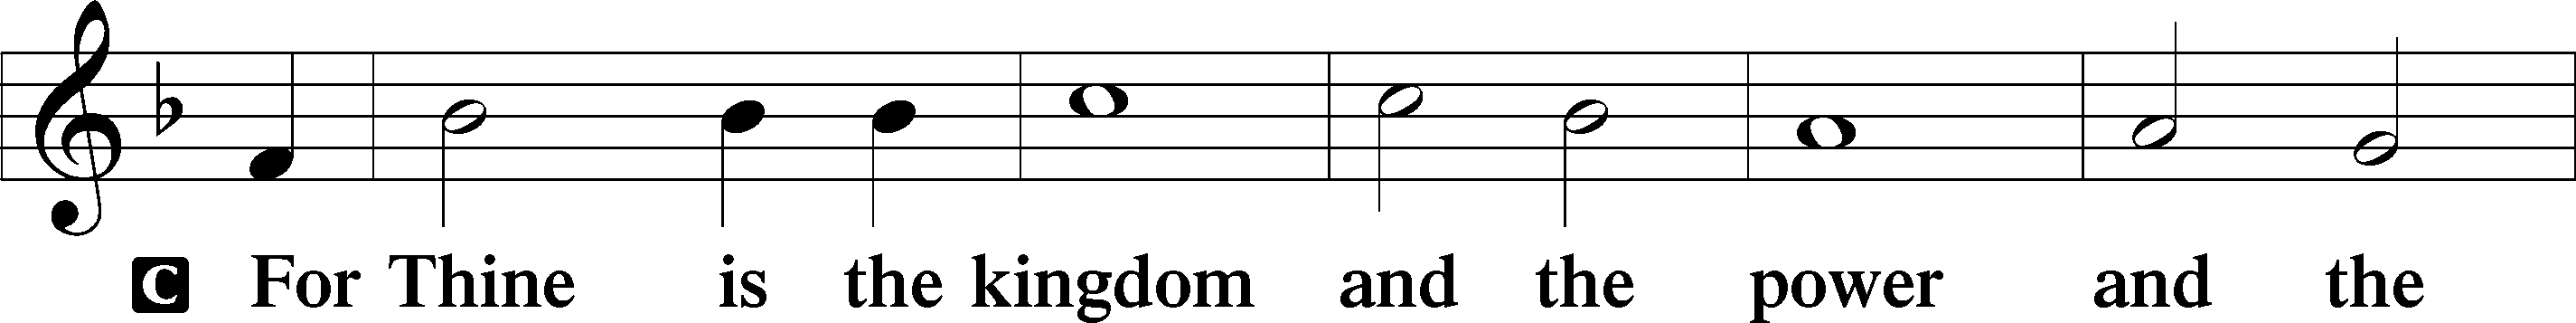 C For Thine is the kingdom and the power and the